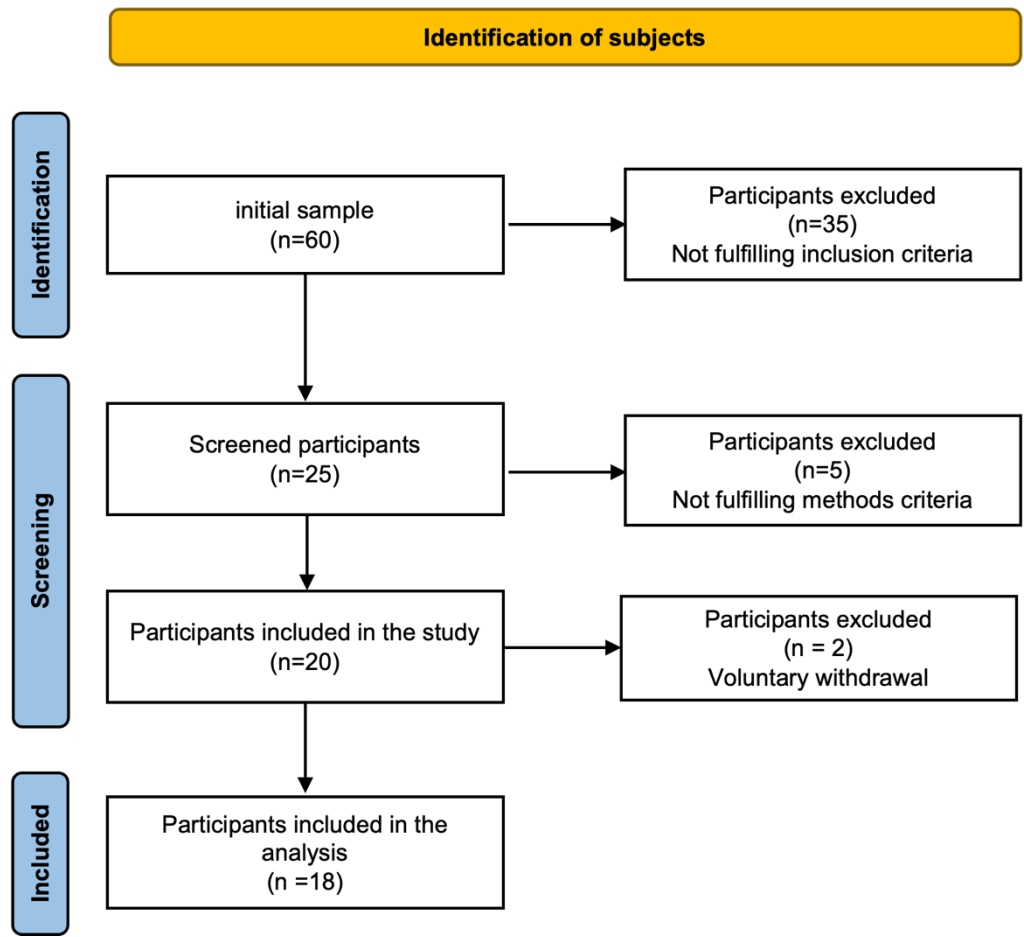 Identification of subjects
Identification
initial sample
(n=60)
Participants excluded
(n=35)
Not fulfilling inclusion criteria
Screening
Screened participants
(n=25)
Participants excluded
(n=5)
Not fulfilling methods criteria
Participants included in the study
(n=20)
Participants excluded
(n = 2)
Voluntary withdrawal
Included
Participants included in the
analysis
(n =18)